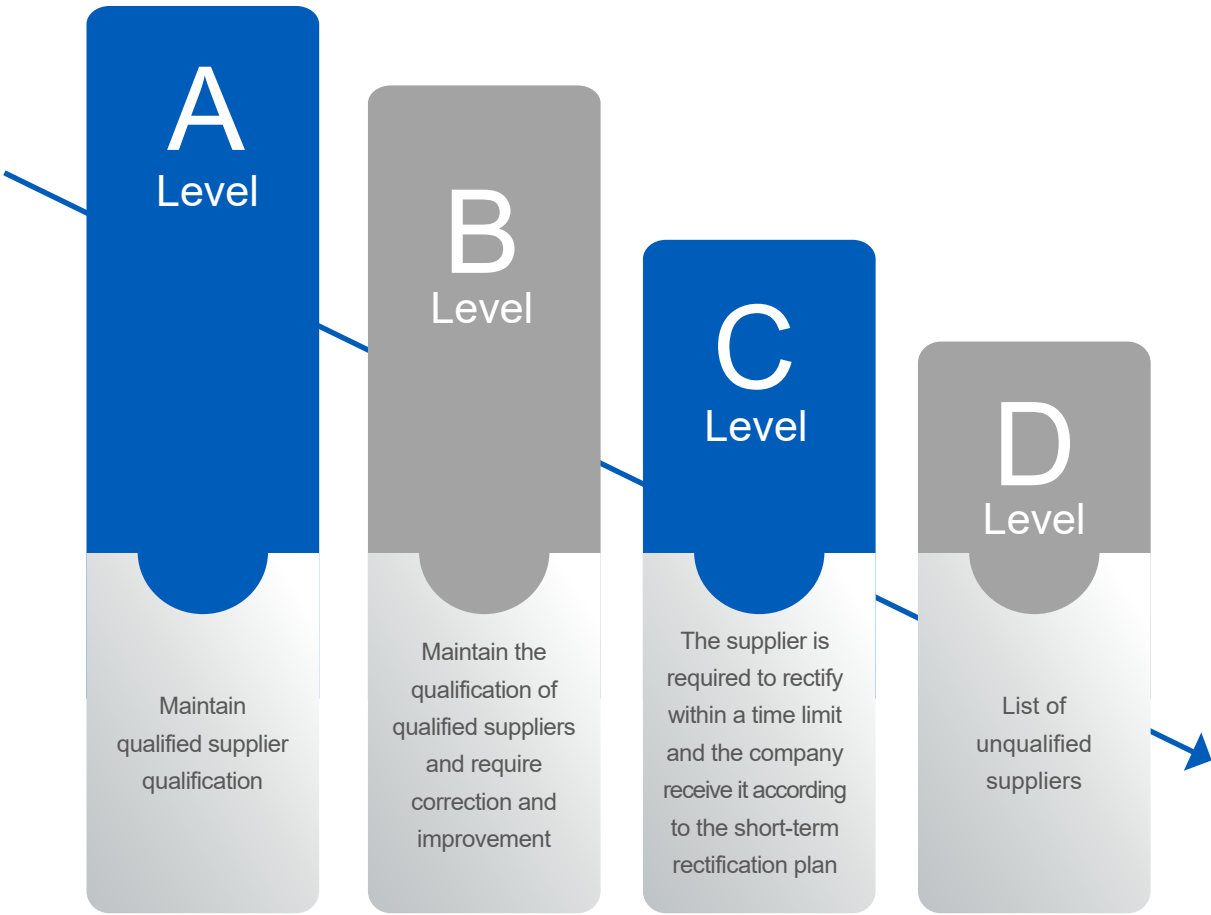 A
Level
Maintain
qualified supplier
qualification
B
Level
Maintain the
qualification of
qualified suppliers
and require
correction and
improvement
C
Level
The supplier is
required to rectify
within a time limit
and the company
receive it according
to the short-term
rectification plan
D
Level
List of
unqualified
suppliers